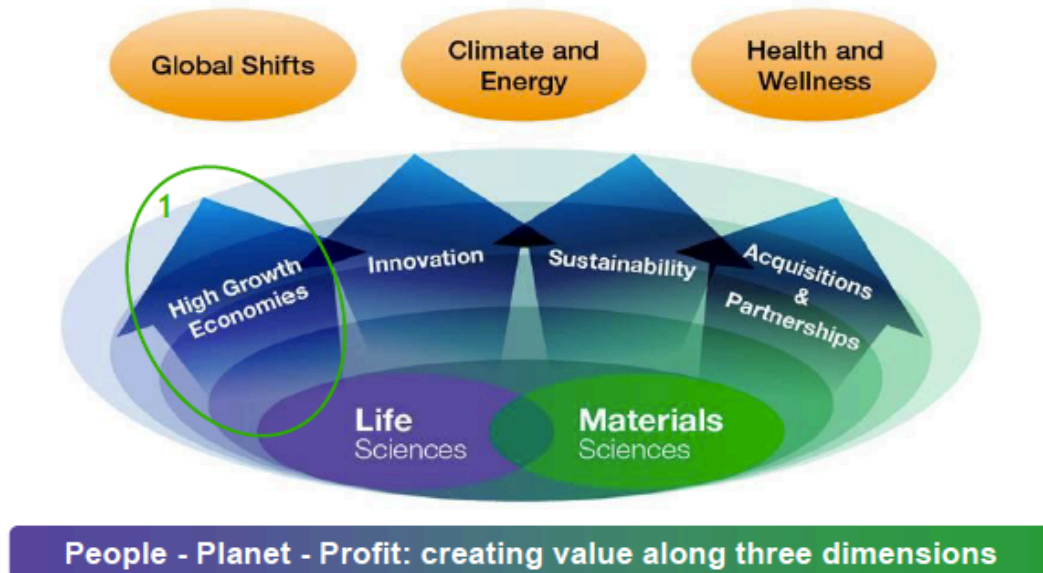 Global Shifts
Climate and
Energy
Health and
Wellness
1
High Growth
Economies
Innovation
Sustainability
Acquisitions
&
Partnerships
Life
Sciences
Materials
Sciences
People - Planet - Profit: creating value along three dimensions